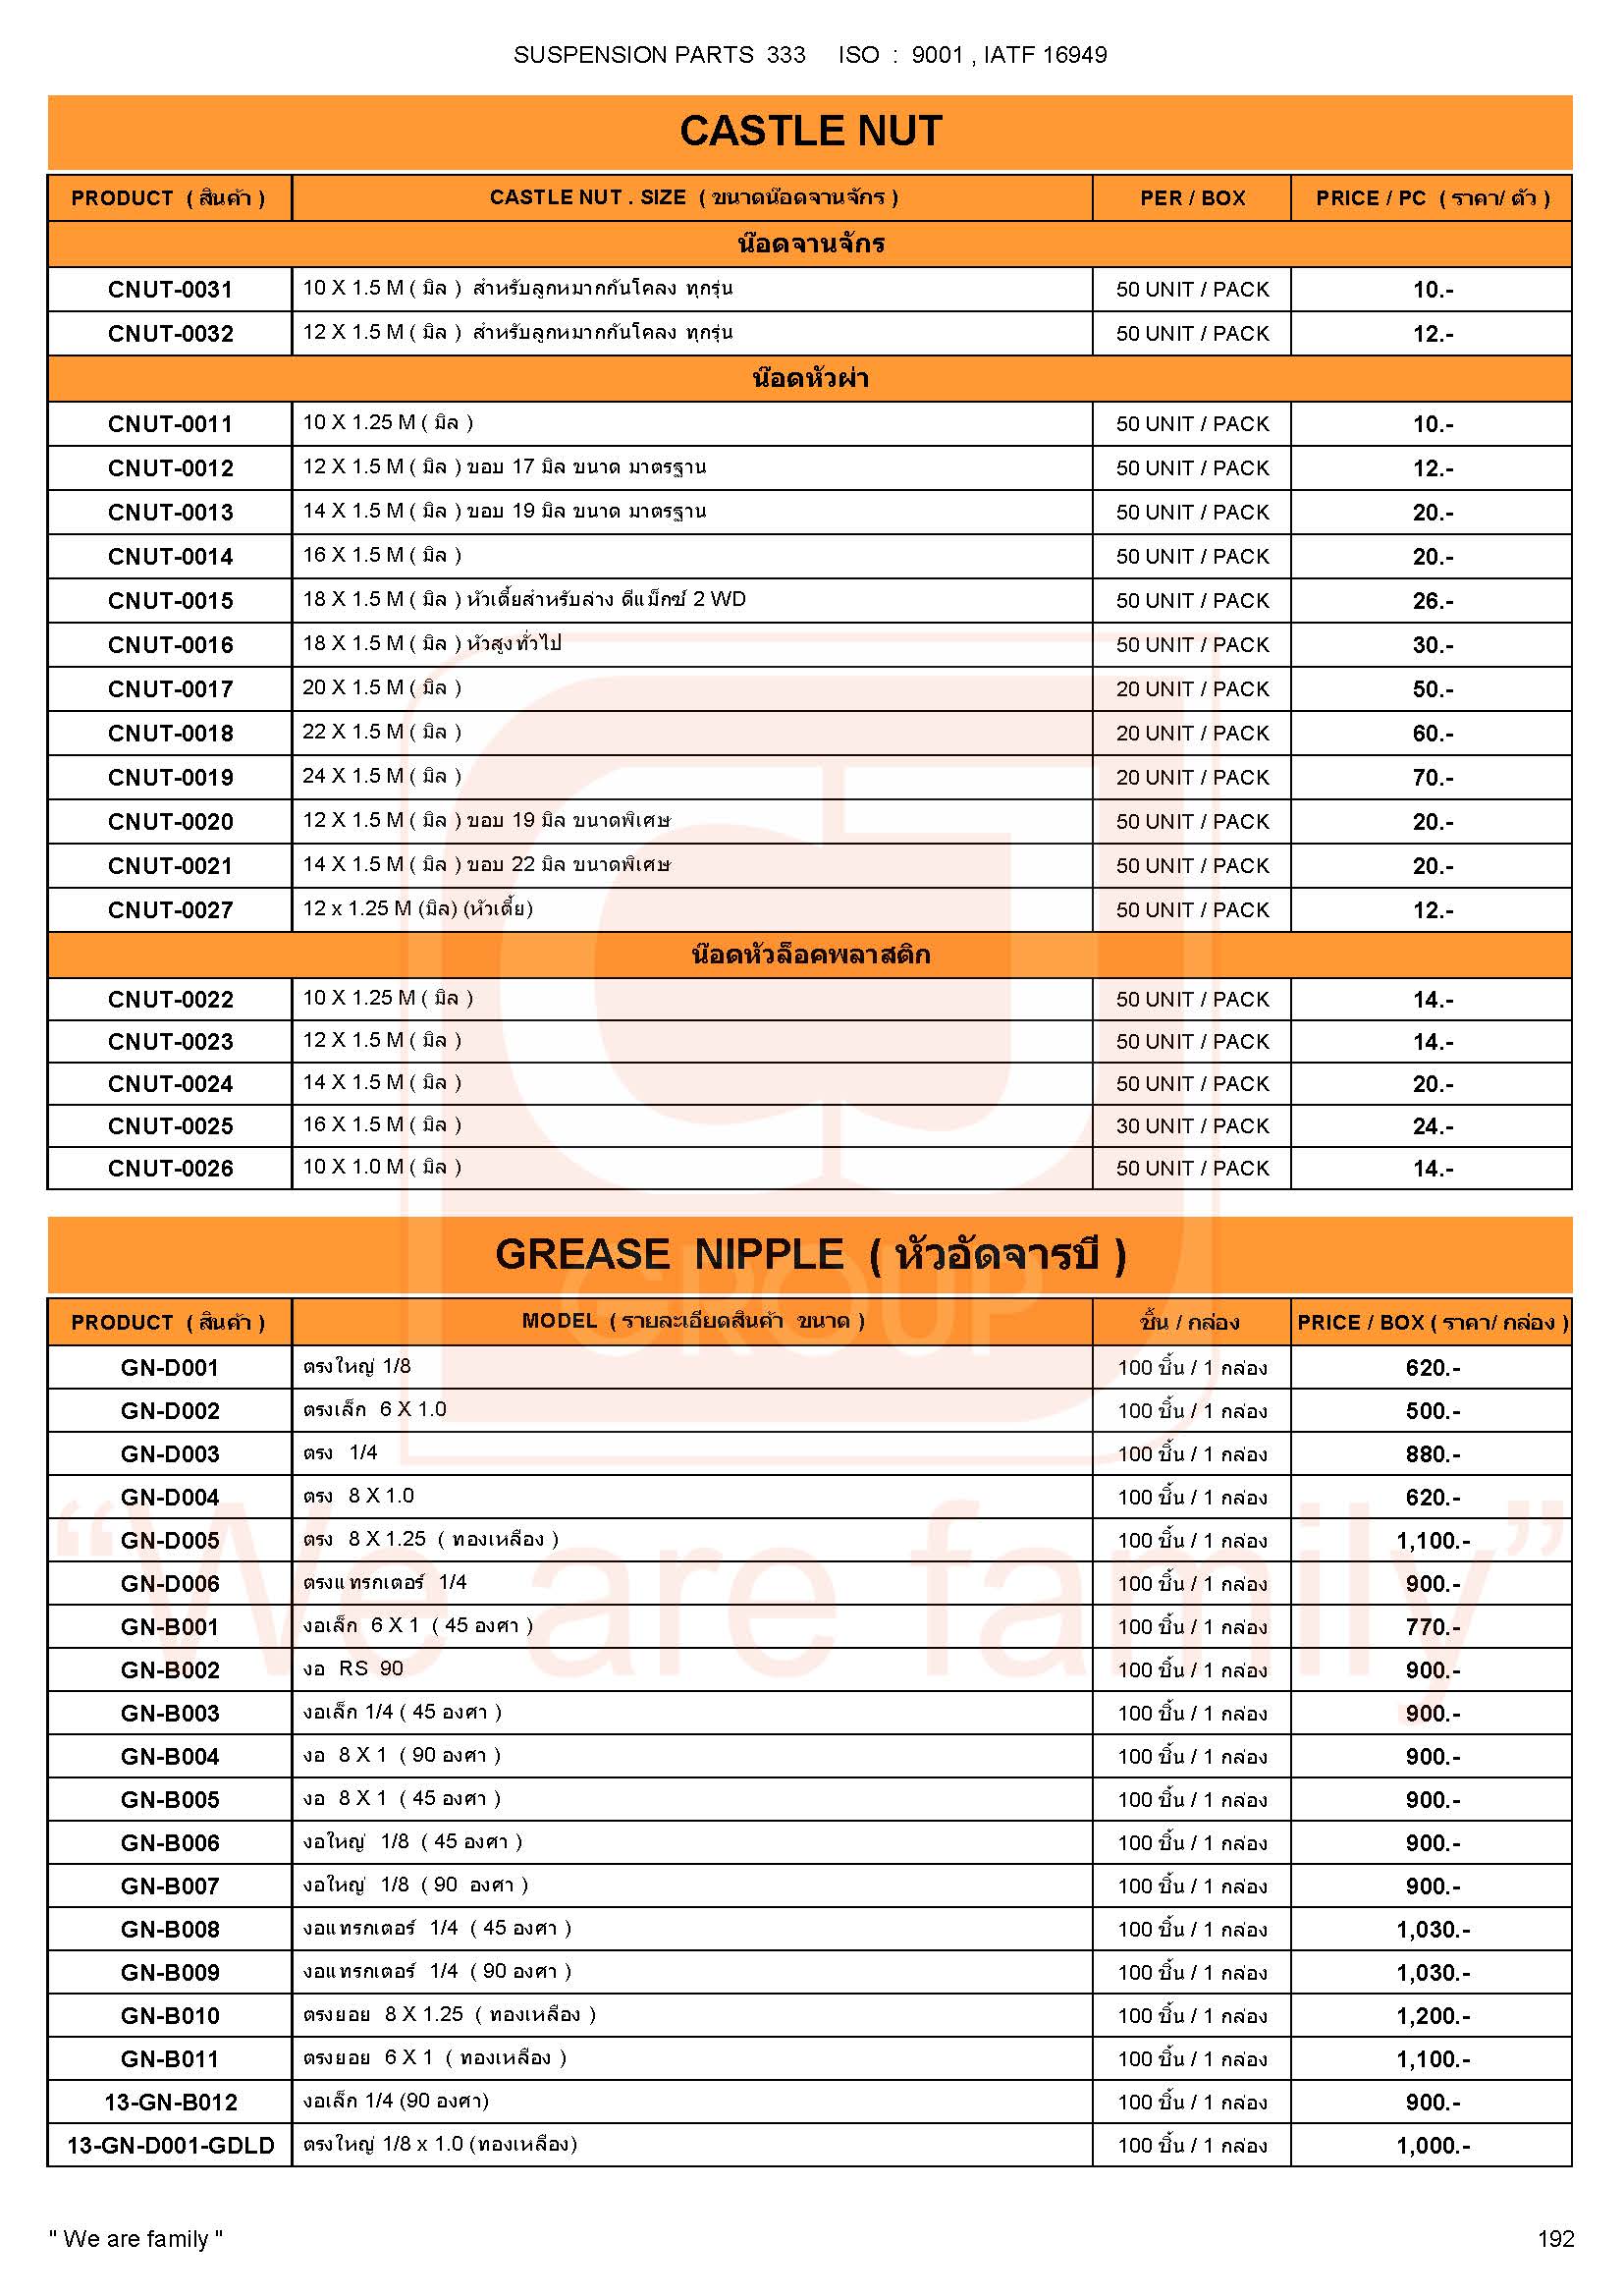 SUSPENSION PARTS 333 ISO : 9001 , IATF 16949
CASTLE NUT
PRODUCT ( สินค้า ) CASTLE NUT . SIZE ( ขนาดน๊อตจานจักร ) PER / BOX PRICE / PC ( ราคา/ ตัว )
น๊อตจานจักร
CNUT-0031 10 X 1.5 M ( มิล ) สำหรับลูกหมากกันโคลง ทุกรุ่น 50 UNIT / PACK 10.-
CNUT-0032 12 X 1.5 M ( มิล ) สำหรับลูกหมากกันโคลง ทุกรุ่น 50 UNIT / PACK 12.-
น๊อตหัวผ่า
CNUT-0011 10 X 1.25 M ( มิล ) 50 UNIT / PACK 10.-
CNUT-0012 12 X 1.5 M ( มิล ) ขอบ 17 มิล ขนาด มาตรฐาน 50 UNIT / PACK 12.-
CNUT-0013 14 X 1.5 M ( มิล ) ขอบ 19 มิล ขนาด มาตรฐาน 50 UNIT / PACK 20.-
CNUT-0014 16 X 1.5 M ( มิล ) 50 UNIT / PACK 20.-
CNUT-0015 18 X 1.5 M ( มิล ) หัวเตี้ยสำหรับล่าง ดีแม็กซ์ 2 WD 50 UNIT / PACK 26.-
CNUT-0016 18 X 1.5 M ( มิล ) หัวสูงทั่วไป 50 UNIT / PACK 30.-
CNUT-0017 20 X 1.5 M ( มิล ) 20 UNIT / PACK 50.-
CNUT-0018 22 X 1.5 M ( มิล ) 20 UNIT / PACK 60.-
CNUT-0019 24 X 1.5 M ( มิล ) 20 UNIT / PACK 70.-
CNUT-0020 12 X 1.5 M ( มิล ) ขอบ 19 มิล ขนาดพิเศษ 50 UNIT / PACK 20.-
CNUT-0021 14 X 1.5 M ( มิล ) ขอบ 22 มิล ขนาดพิเศษ 50 UNIT / PACK 20.-
CNUT-0027 12 x 1.25 M (มิล) (หัวเตี้ย) 50 UNIT / PACK 12.-
น๊อตหัวล็อคพลาสติก
CNUT-0022 10 X 1.25 M ( มิล ) 50 UNIT / PACK 14.-
CNUT-0023 12 X 1.5 M ( มิล ) 50 UNIT / PACK 14.-
CNUT-0024 14 X 1.5 M ( มิล ) 50 UNIT / PACK 20.-
CNUT-0025 16 X 1.5 M ( มิล ) 30 UNIT / PACK 24.-
CNUT-0026 10 X 1.0 M ( มิล ) 50 UNIT / PACK 14.-
GREASE NIPPLE ( หัวอัดจารบี )
GROUP
PRODUCT ( สินค้า ) MODEL ( รายละเอียดสินค้า ขนาด ) ชิ้น / กล่อง PRICE / BOX ( ราคา/ กล่อง )
GN-D001 ตรงใหญ่ 1/8 100 ชิ้น / 1 กล่อง 620.-
GN-D002 ตรงเล็ก 6 X 1.0 100 ชิ้น / 1 กล่อง 500.-
GN-D003 ตรง 1/4 100 ชิ้น / 1 กล่อง 880.-
GN-D004 ตรง 8 X 1.0 100 ชิ้น / 1 กล่อง 620.-
GN-D005 ตรง 8 X 1.25 ( ทองเหลือง ) 100 ชิ้น / 1 กล่อง 1,100.-
“We are family”
GN-D006 ตรงแทรกเตอร์ 1/4 100 ชิ้น / 1 กล่อง 900.-
GN-B001 งอเล็ก 6 X 1 ( 45 องศา ) 100 ชิ้น / 1 กล่อง 770.-
GN-B002 งอ RS 90 100 ชิ้น / 1 กล่อง 900.-
GN-B003 งอเล็ก 1/4 ( 45 องศา ) 100 ชิ้น / 1 กล่อง 900.-
GN-B004 งอ 8 X 1 ( 90 องศา ) 100 ชิ้น / 1 กล่อง 900.-
GN-B005 งอ 8 X 1 ( 45 องศา ) 100 ชิ้น / 1 กล่อง 900.-
GN-B006 งอใหญ่ 1/8 ( 45 องศา ) 100 ชิ้น / 1 กล่อง 900.-
GN-B007 งอใหญ่ 1/8 ( 90 องศา ) 100 ชิ้น / 1 กล่อง 900.-
GN-B008 งอแทรกเตอร์ 1/4 ( 45 องศา ) 100 ชิ้น / 1 กล่อง 1,030.-
GN-B009 งอแทรกเตอร์ 1/4 ( 90 องศา ) 100 ชิ้น / 1 กล่อง 1,030.-
GN-B010 ตรงยอย 8 X 1.25 ( ทองเหลือง ) 100 ชิ้น / 1 กล่อง 1,200.-
GN-B011 ตรงยอย 6 X 1 ( ทองเหลือง ) 100 ชิ้น / 1 กล่อง 1,100.-
13-GN-B012 งอเล็ก 1/4 (90 องศา) 100 ชิ้น / 1 กล่อง 900.-
13-GN-D001-GDLD ตรงใหญ่ 1/8 x 1.0 (ทองเหลือง) 100 ชิ้น / 1 กล่อง 1,000.-
" We are family " 192